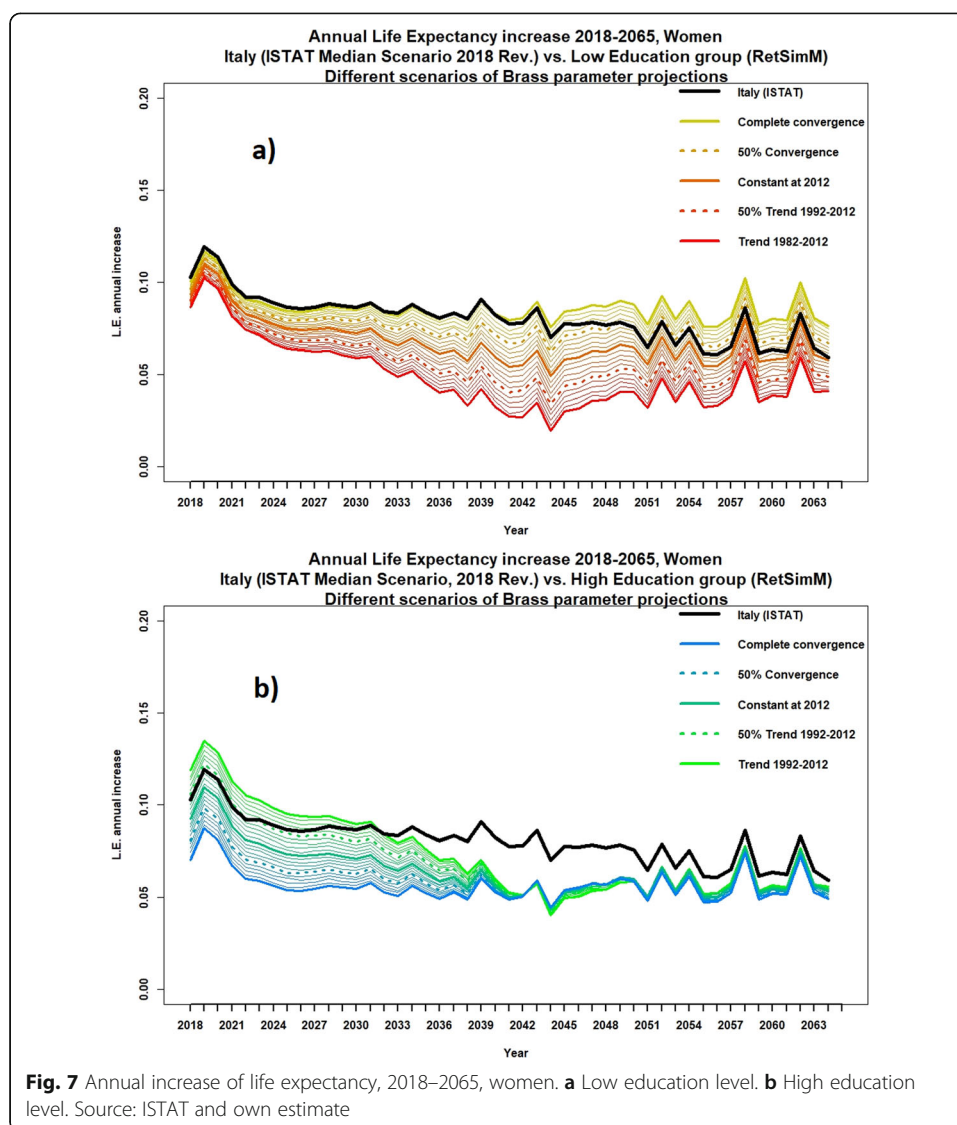 Annual Life Expectancy increase 2018-2065, Women
Italy (ISTAT Median Scenario 2018 Rev.) vs. Low Education group (RetSimM)
Different scenarios of Brass parameter projections
a)
Italy (ISTAT)
Complete convergence
50% Convergence
Constant at 2012
50% Trend 1992-2012
Trend 1982-2012
L.E. annual increase
0.20
0.15
0.10
0.05
0.00
2018 2021 2024 2027 2030 2033 2036 2039 2042 2045 2048 2051 2054 2057 2060 2063
Year
Annual Life Expectancy increase 2018-2065, Women
Italy (ISTAT Median Scenario, 2018 Rev.) vs. High Education group (RetSimM)
Different scenarios of Brass parameter projections
b)
Italy (ISTAT)
Complete convergence
50% Convergence
Constant at 2012
50% Trend 1992-2012
Trend 1992-2012
L.E. annual increase
0.20
0.15
0.10
0.05
0.00
2018 2021 2024 2027 2030 2033 2036 2039 2042 2045 2048 2051 2054 2057 2060 2063
Year
Fig. 7 Annual increase of life expectancy, 2018–2065, women. a Low education level. b High education
level. Source: ISTAT and own estimate